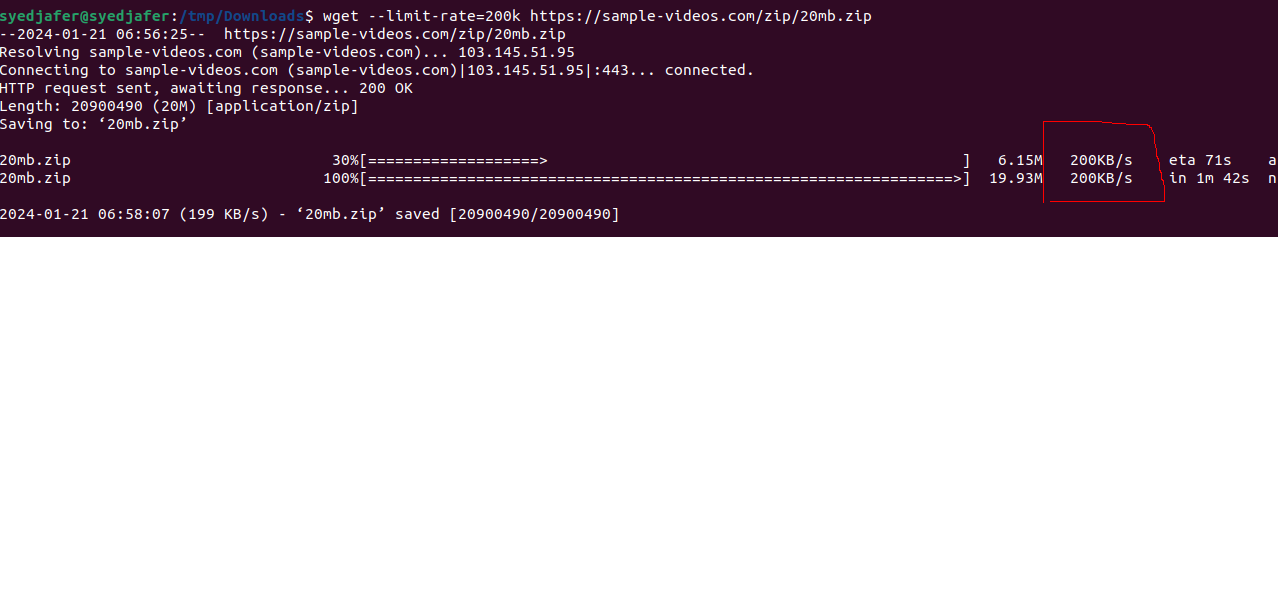 syedjafer@syedjafer:/tmp/Downloads$ wget --limit-rate=200k https://sample-videos.com/zip/20mb.zip
--2024-01-21 06:56:25--  https://sample-videos.com/zip/20mb.zip
Resolving sample-videos.com (sample-videos.com)... 103.145.51.95
Connecting to sample-videos.com (sample-videos.com)|103.145.51.95|:443... connected.
HTTP request sent, awaiting response... 200 OK
Length: 20900490 (20M) [application/zip]
Saving to: ‘20mb.zip’
20mb.zip                             30%[===================>                                              ]   6.15M   200KB/s    eta 71s    a
20mb.zip                            100%[=================================================================>]  19.93M   200KB/s    in 1m 42s  n
2024-01-21 06:58:07 (199 KB/s) - ‘20mb.zip’ saved [20900490/20900490]